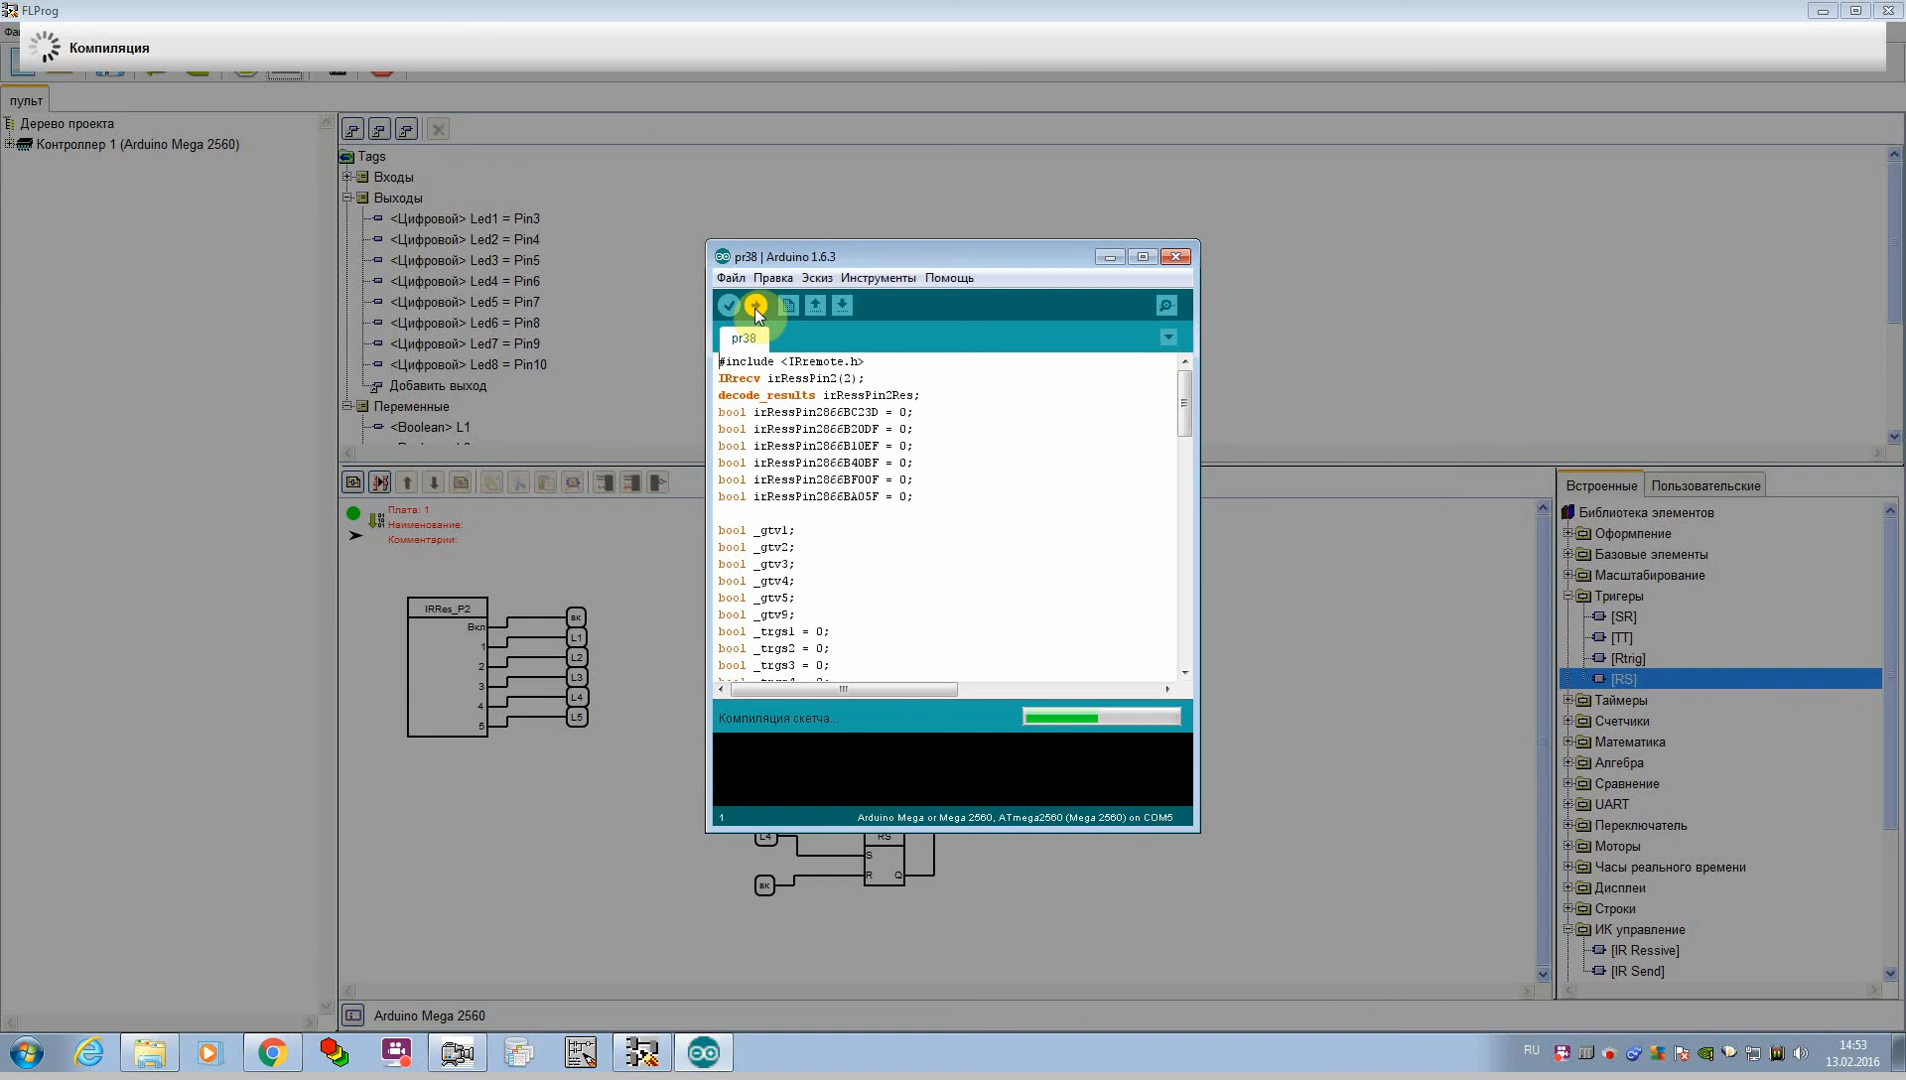 FLProg
Компиляция
пульт
Дерево проекта
Контроллер 1 (Arduino Mega 2560)
Tags
Входы
Выходы
<Цифровой> Led1 = Pin3
<Цифровой> Led2 = Pin4
<Цифровой> Led3 = Pin5
<Цифровой> Led4 = Pin6
<Цифровой> Led5 = Pin7
<Цифровой> Led6 = Pin8
<Цифровой> Led7 = Pin9
<Цифровой> Led8 = Pin10
Добавить выход
Переменные
<Boolean> L1
Плата: 1
Наименование:
Комментарии:
IRRes_P2
Вкл
1
2
3
4
5
вк
L1
L2
L3
L4
L5
pr38 | Arduino 1.6.3
Файл Правка Эскиз Инструменты Помощь
pr38
#include <IRremote.h>
IRrecv irRessPin2(2);
decode_results irRessPin2Res;
bool irRessPin2866BC23D = 0;
bool irRessPin2866B20DF = 0;
bool irRessPin2866B10EF = 0;
bool irRessPin2866B40BF = 0;
bool irRessPin2866BF00F = 0;
bool irRessPin2866BA05F = 0;
bool _gtv1;
bool _gtv2;
bool _gtv3;
bool _gtv4;
bool _gtv5;
bool _gtv9;
bool _trgs1 = 0;
bool _trgs2 = 0;
bool _trgs3 = 0;
Компиляция скетча...
1 Arduino Mega or Mega 2560, ATmega2560 (Mega 2560) on COM5
L4
RS
S
вк
R Q
Встроенные Пользовательские
Библиотека элементов
Оформление
Базовые элементы
Масштабирование
Тригеры
[SR]
[TT]
[Rtrig]
[RS]
Таймеры
Счетчики
Математика
Алгебра
Сравнение
UART
Переключатель
Моторы
Часы реального времени
Дисплеи
Строки
ИК управление
[IR Ressive]
[IR Send]
Arduino Mega 2560
RU
14:53
13.02.2016